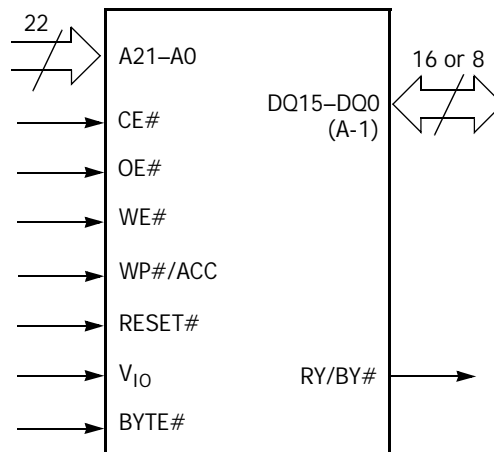 22
A21–A0
16 or 8
DQ15–DQ0
(A-1)
CE#
OE#
WE#
WP#/ACC
RESET#
VIO
RY/BY#
BYTE#